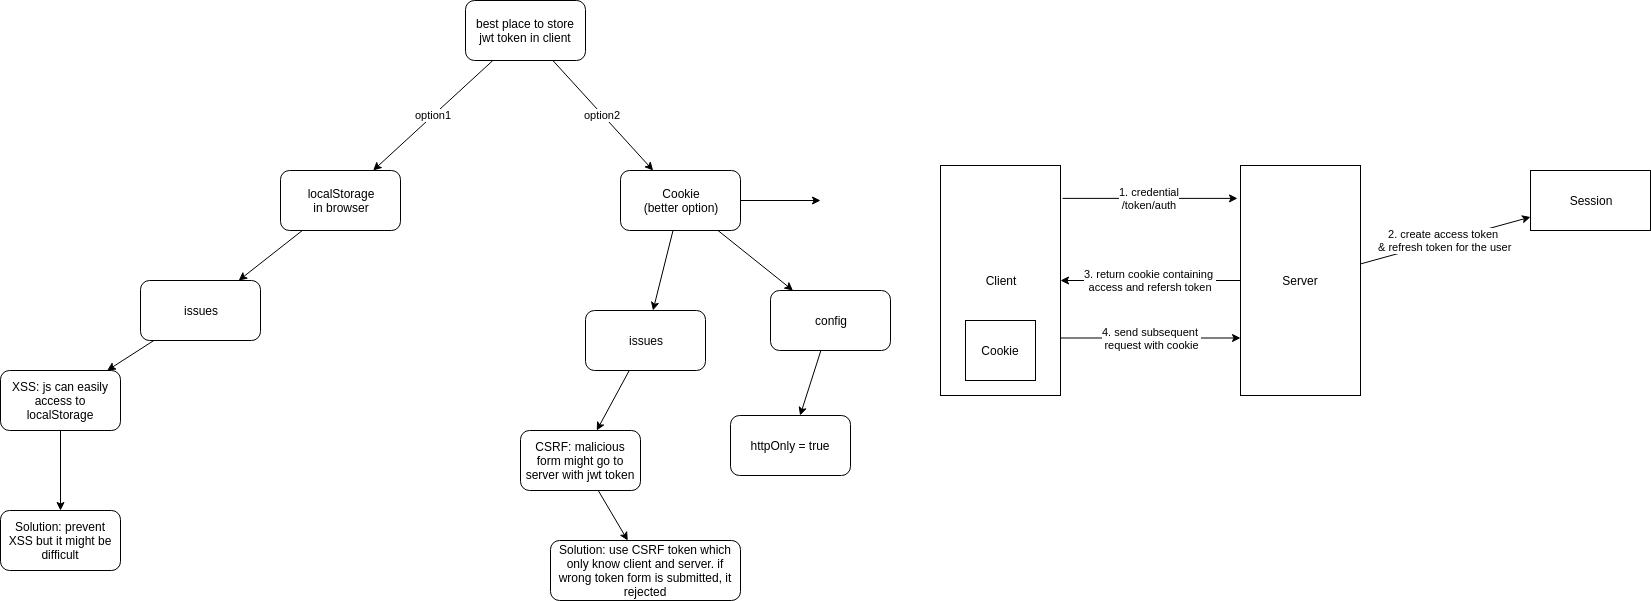 best place to store
jwt token in client
option1
option2
localStorage
in browser
Cookie
(better option)
issues
XSS: js can easily
access to
localStorage
Solution: prevent
XSS but it might be
difficult
issues
config
CSRF: malicious
form might go to
server with jwt token
httpOnly = true
Solution: use CSRF token which
only know client and server. if
wrong token form is submitted, it
rejected
Client
Cookie
1. credential
/token/auth
3. return cookie containing
access and refersh token
4. send subsequent
request with cookie
Server
2. create access token
& refresh token for the user
Session